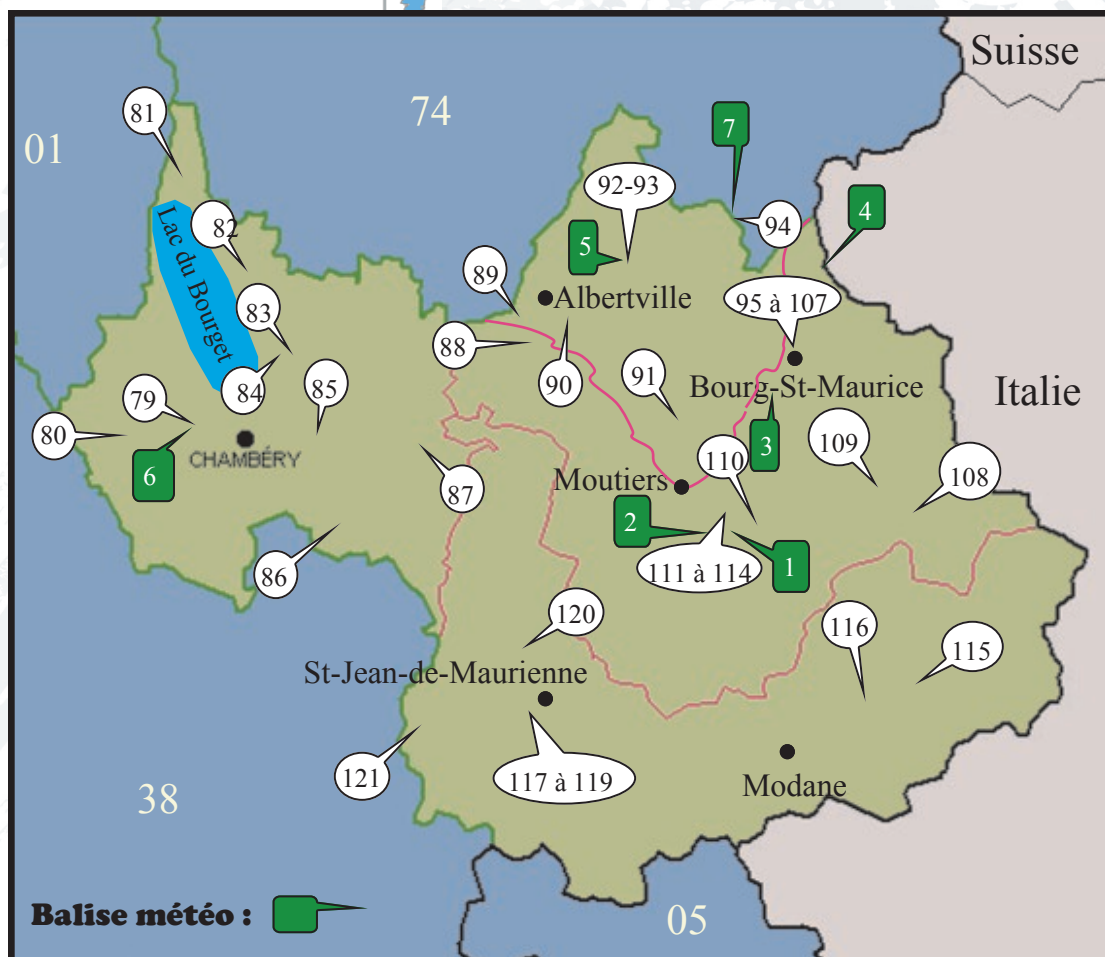 Suisse
74
01
81
7
92-93
82
94
4
5
Lac du Bourget
89
Albertville
83
95 à 107
88
84
90
91
Bourg-St-Maurice
85
79
Italie
80
CHAMBÉRY
6
3
109
110
108
Moutiers
87
2
86
111 à 114
1
120
116
115
St-Jean-de-Maurienne
121
117 à 119
Modane
38
Balise météo :
05